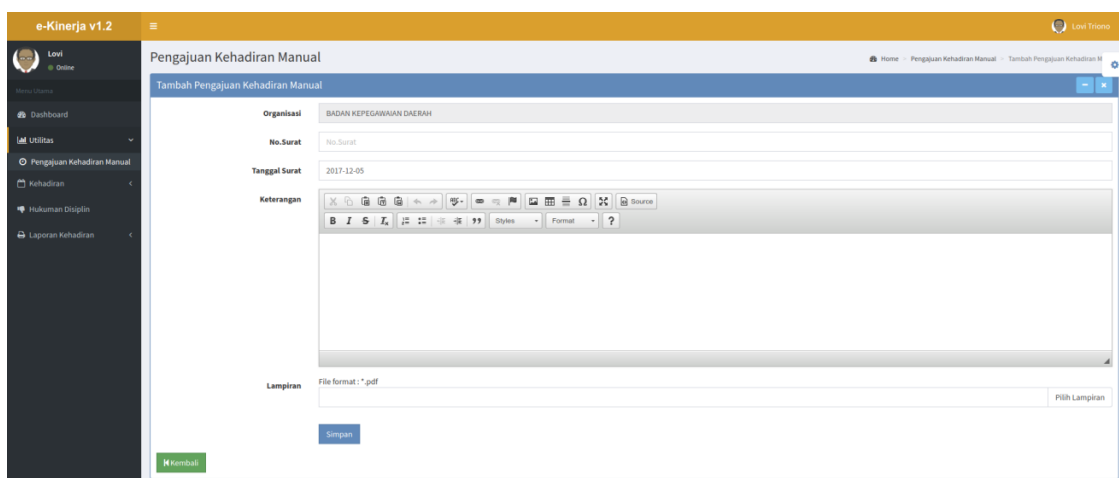 e-Kinerja v1.2
Lovi Triono
Lovi
Online
Menu Utama
Dashboard
Utilitas
Pengajuan Kehadiran Manual
Kehadiran
Hukuman Disiplin
Laporan Kehadiran
Pengajuan Kehadiran Manual
Home > Pengajuan Kehadiran Manual > Tambah Pengajuan Kehadiran M
Tambah Pengajuan Kehadiran Manual
Organisasi BADAN KEPEGAWAIAN DAERAH
No.Surat No.Surat
Tanggal Surat 2017-12-05
Keterangan
Source
B I S Ix Styles Format ?
Lampiran File format : *.pdf
Pilih Lampiran
Simpan
Kembali